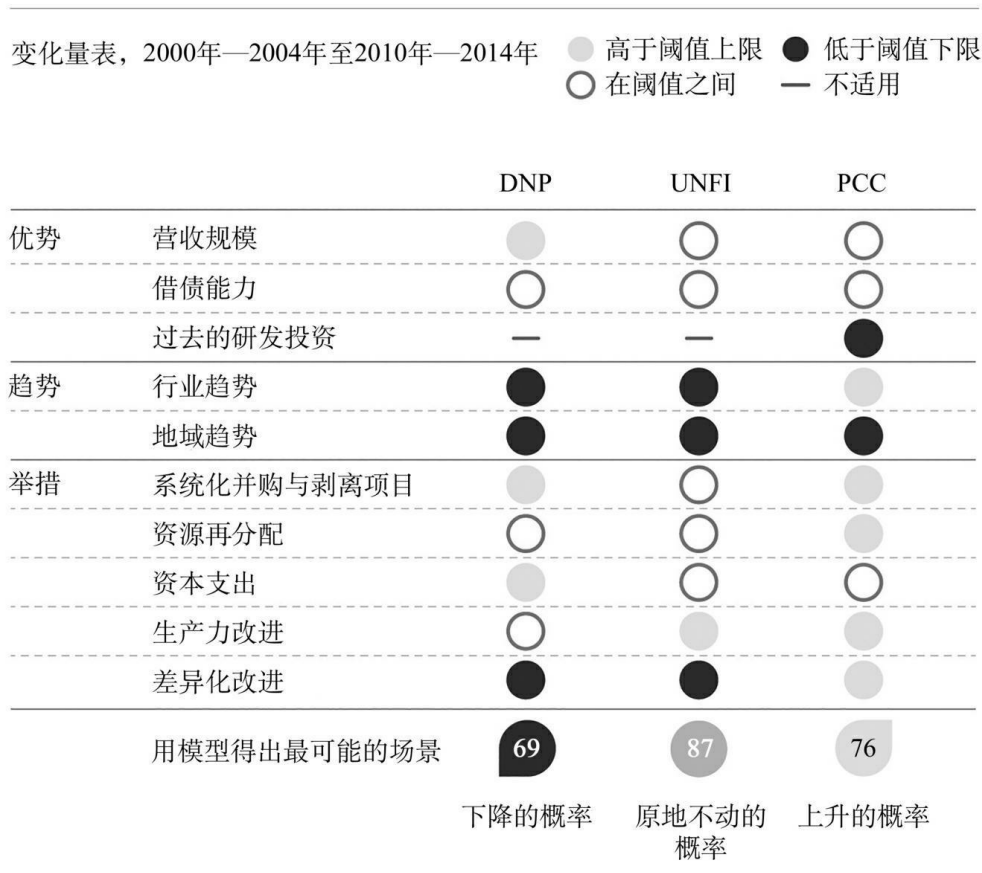 变化量表，2000年—2004年至2010年—2014年
高于阈值上限 低于阈值下限
在阈值之间 不适用
DNP UNFI PCC
优势 营收规模
借债能力
过去的研发投资
趋势 行业趋势
地域趋势
举措 系统化并购与剥离项目
资源再分配
资本支出
生产力改进
差异化改进
用模型得出最可能的场景 69 87 76
下降的概率 原地不动的概率 上升的概率